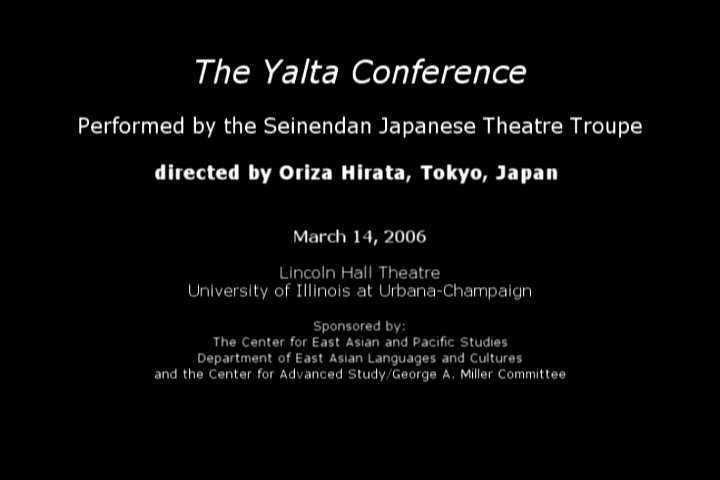 The Yalta Conference
Performed by the Seinendan Japanese Theatre Troupe
directed by Oriza Hirata, Tokyo, Japan
March 14, 2006
Lincoln Hall Theatre
University of Illinois at Urbana-Champaign
Sponsored by:
The Center for East Asian and Pacific Studies
Department of East Asian Languages and Cultures
and the Center for Advanced Study/George A. Miller Committee